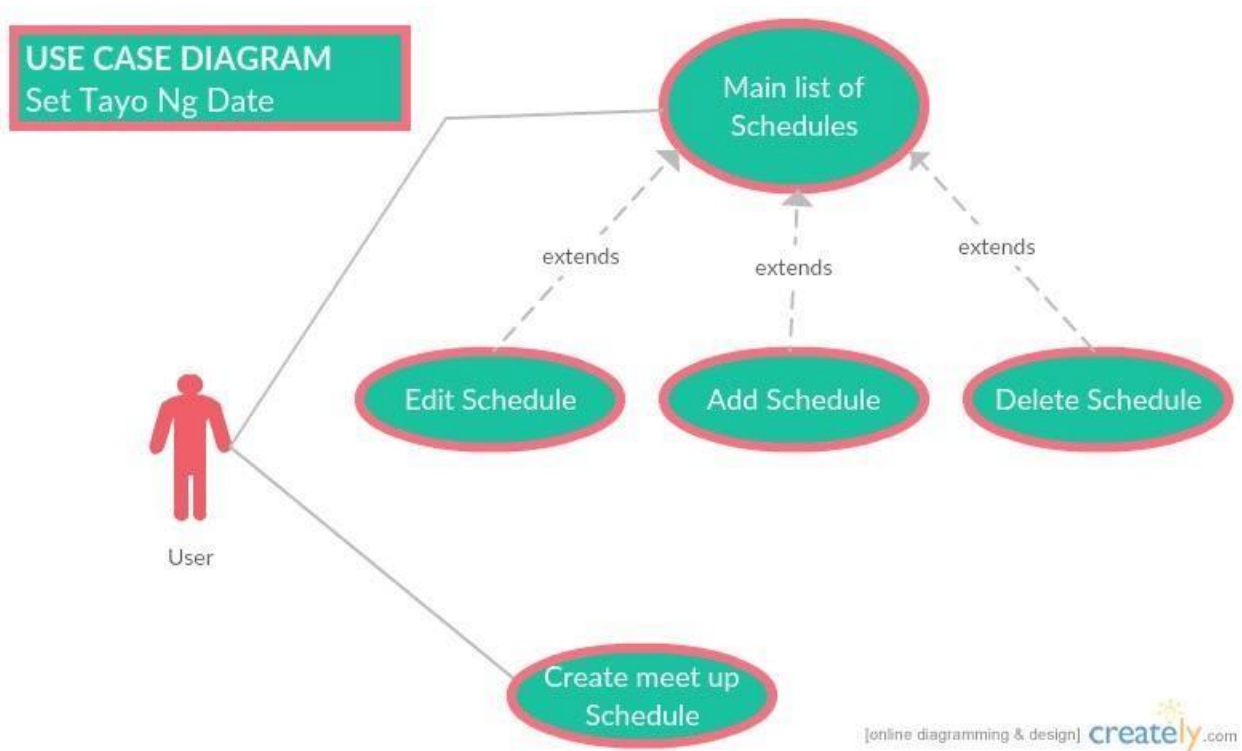 USE CASE DIAGRAM
Set Tayo Ng Date
Main list of
Schedules
extends
extends
extends
Edit Schedule
Add Schedule
Delete Schedule
User
Create meet up
Schedule
[online diagramming & design] creately.com